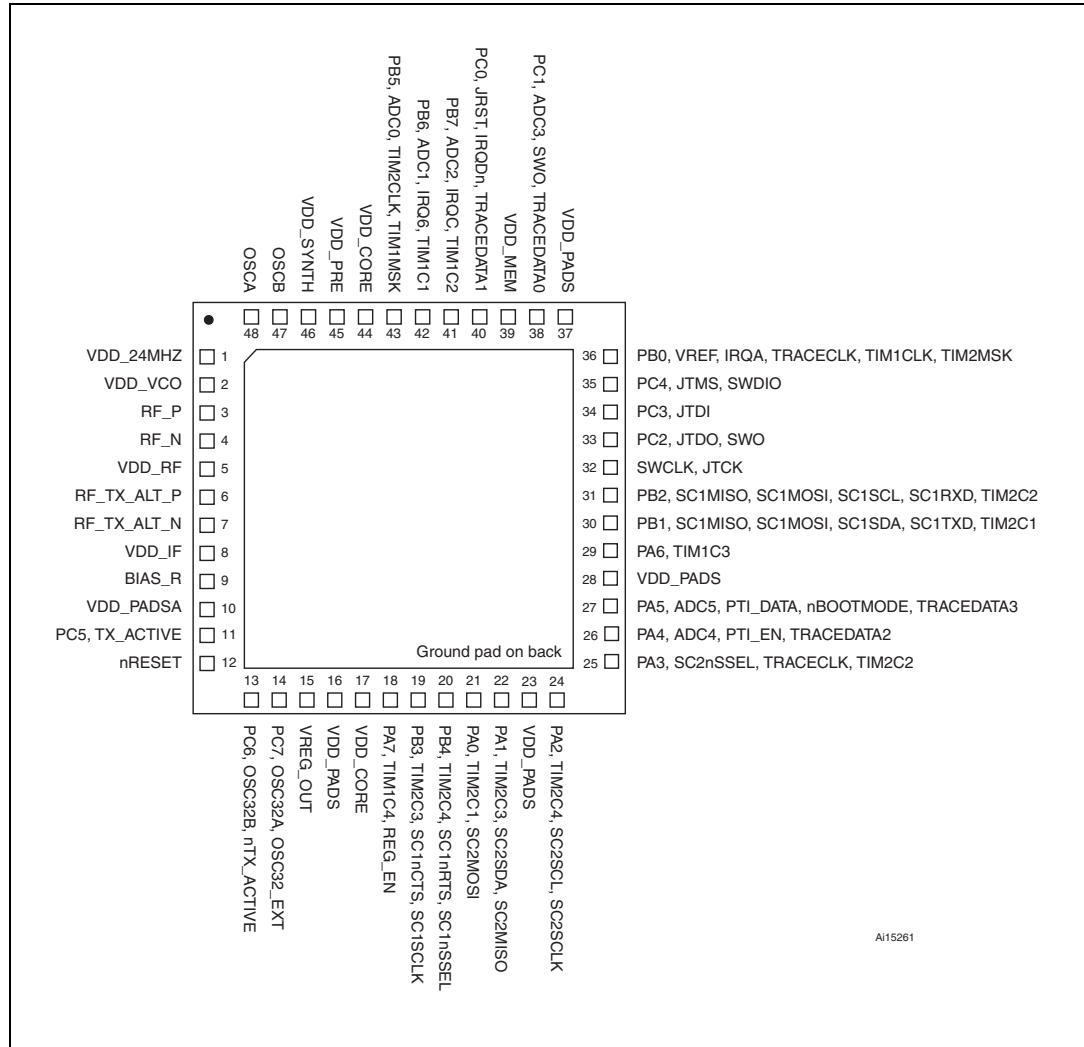 PB5, ADC0, TIM2CLK, TIM1MSK
PB6, ADC1, IRQ6, TIM1C1
PB7, ADC2, IRQC, TIM1C2
PC0, JRST, IRQDn, TRACEDATA1
PC1, ADC3, SWO, TRACEDATA0
OSCA
OSCB
VDD_SYNTH
VDD_PRE
VDD_CORE
VDD_MEM
VDD_PADS
48 47 46 45 44 43 42 41 40 39 38 37
VDD_24MHZ 1
VDD_VCO 2
RF_P 3
RF_N 4
VDD_RF 5
RF_TX_ALT_P 6
RF_TX_ALT_N 7
VDD_IF 8
BIAS_R 9
VDD_PADSA 10
PC5, TX_ACTIVE 11
nRESET 12
36 PB0, VREF, IRQA, TRACECLK, TIM1CLK, TIM2MSK
35 PC4, JTMS, SWDIO
34 PC3, JTDI
33 PC2, JTDO, SWO
32 SWCLK, JTCK
31 PB2, SC1MISO, SC1MOSI, SC1SCL, SC1RXD, TIM2C2
30 PB1, SC1MISO, SC1MOSI, SC1SDA, SC1TXD, TIM2C1
29 PA6, TIM1C3
28 VDD_PADS
27 PA5, ADC5, PTI_DATA, nBOOTMODE, TRACEDATA3
26 PA4, ADC4, PTI_EN, TRACEDATA2
25 PA3, SC2nSSEL, TRACECLK, TIM2C2
Ground pad on back
13 14 15 16 17 18 19 20 21 22 23 24
PC6, OSC32B, nTX_ACTIVE
PC7, OSC32A, OSC32_EXT
VREG_OUT
VDD_PADS
VDD_CORE
PA7, TIM1C4, REG_EN
PB3, TIM2C3, SC1nCTS, SC1SCLK
PB4, TIM2C4, SC1nRTS, SC1nSSEL
PA0, TIM2C1, SC2MOSI
PA1, TIM2C3, SC2SDA, SC2MISO
VDD_PADS
PA2, TIM2C4, SC2SCL, SC2SCLK
Ai15261